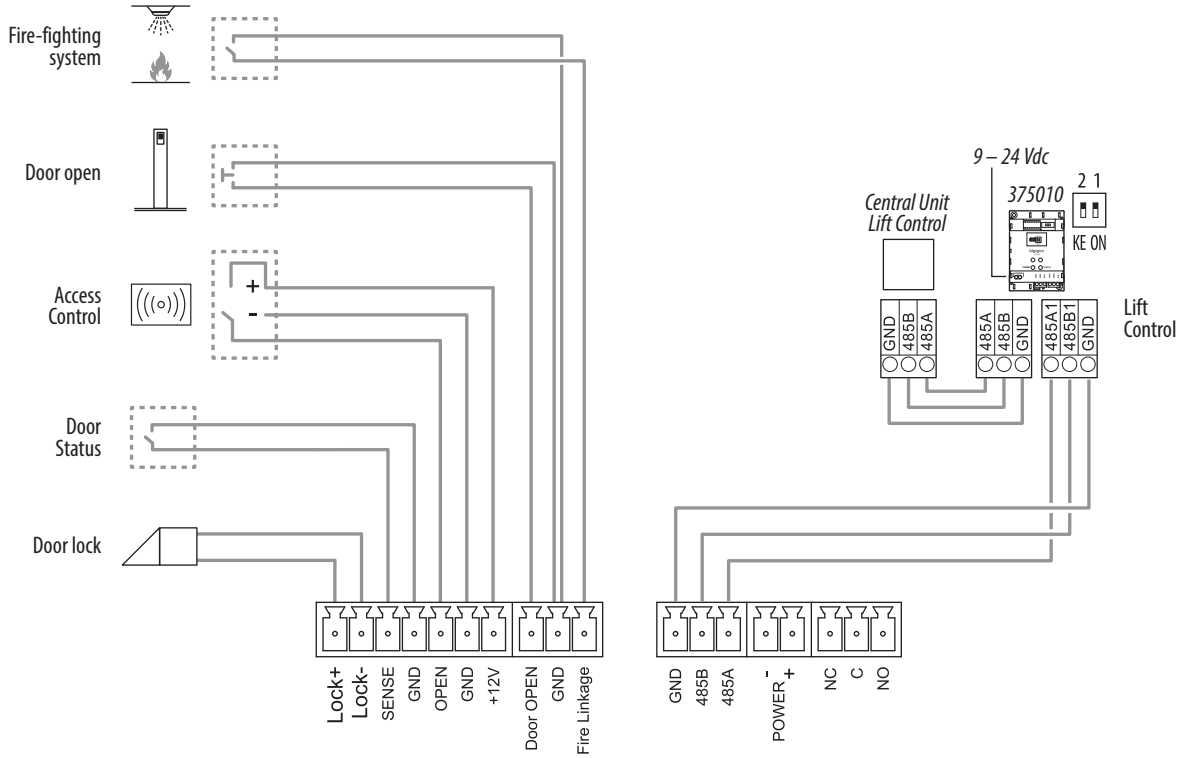 Fire-fighting
system
Door open
Access
Control
+
-
Door
Status
Door lock
9 – 24 Vdc
375010
2 1
KE ON
Central Unit
Lift Control
GND
485B
485A
485A
485B
GND
485A1
485B1
GND
Lift
Control
Lock+
Lock-
SENSE
GND
OPEN
GND
+12V
Door OPEN
GND
Fire Linkage
GND
485B
485A
- POWER +
NC
C
NO